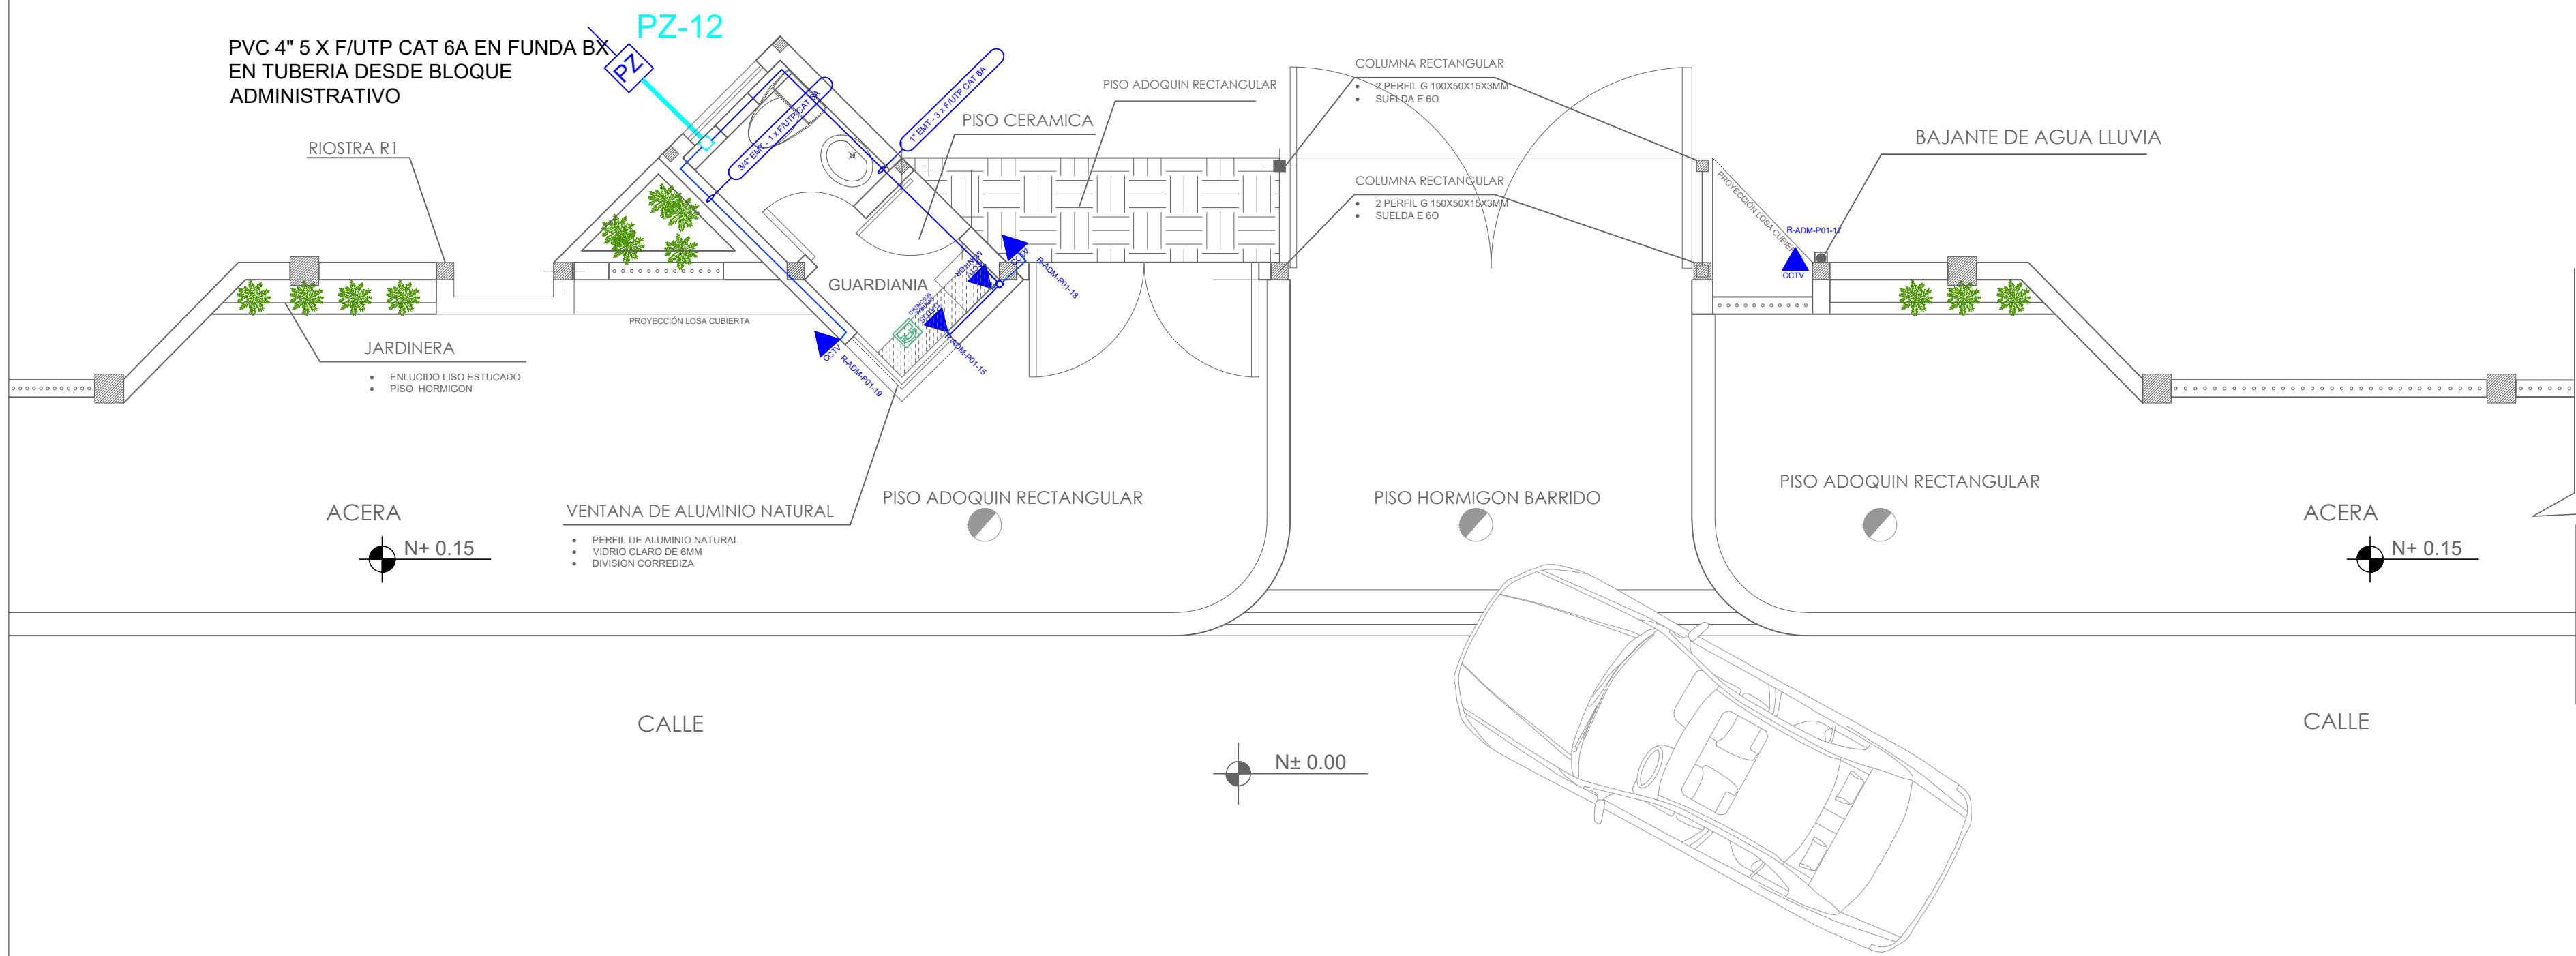 PZ-12
PVC 4" 5 X F/UTP CAT 6A EN FUNDA BX
EN TUBERIA DESDE BLOQUE
ADMINISTRATIVO
PZ
3/4" EMT - 1 x F/UTP CAT 6A
1" EMT - 3 x F/UTP CAT 6A
RIOSTRA R1
PISO CERAMICA
PISO ADOQUIN RECTANGULAR
COLUMNA RECTANGULAR
2 PERFIL G 100X50X15X3MM
SUELDA E 6O
COLUMNA RECTANGULAR
2 PERFIL G 150X50X15X3MM
SUELDA E 6O
BAJANTE DE AGUA LLUVIA
PROYECCIÓN LOSA CUBIERTA
R-ADM-P01-17
CCTV
GUARDIANIA
CCTV
R-ADM-P01-18
R-ADM-P01-15
CCTV
R-ADM-P01-19
PROYECCIÓN LOSA CUBIERTA
JARDINERA
ENLUCIDO LISO ESTUCADO
PISO HORMIGON
VENTANA DE ALUMINIO NATURAL
PERFIL DE ALUMINIO NATURAL
VIDRIO CLARO DE 6MM
DIVISION CORREDIZA
PISO ADOQUIN RECTANGULAR
PISO HORMIGON BARRIDO
PISO ADOQUIN RECTANGULAR
ACERA
N+ 0.15
ACERA
N+ 0.15
CALLE
N± 0.00
CALLE